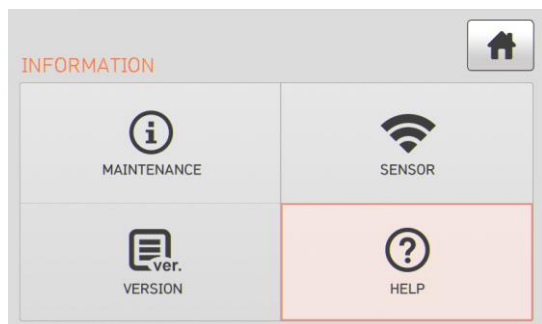 INFORMATION
MAINTENANCE
SENSOR
ver.
VERSION
HELP